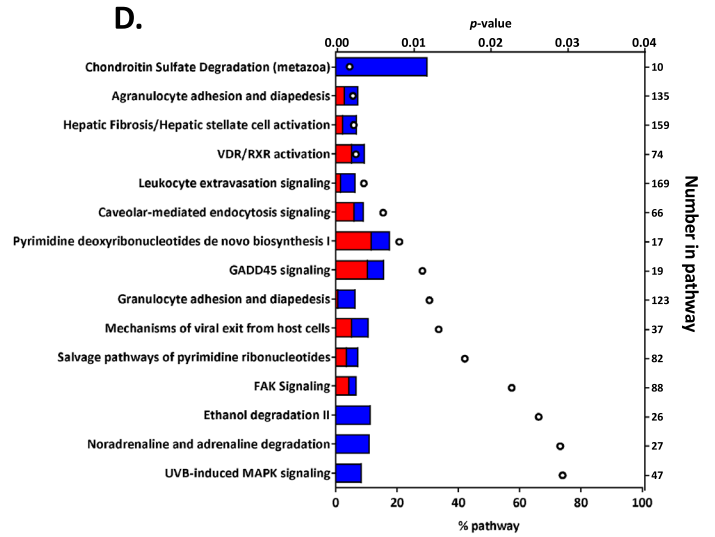 D.
p-value
0.00 0.01 0.02 0.03 0.04
Chondroitin Sulfate Degradation (metazoa) 10
Agranulocyte adhesion and diapedesis 135
Hepatic Fibrosis/Hepatic stellate cell activation 159
VDR/RXR activation 74
Leukocyte extravasation signaling 169
Caveolar-mediated endocytosis signaling 66
Pyrimidine deoxyribonucleotides de novo biosynthesis I 17
GADD45 signaling 19
Granulocyte adhesion and diapedesis 123
Mechanisms of viral exit from host cells 37
Salvage pathways of pyrimidine ribonucleotides 82
FAK Signaling 88
Ethanol degradation II 26
Noradrenaline and adrenaline degradation 27
UVB-induced MAPK signaling 47
0 20 40 60 80 100
% pathway
Number in pathway